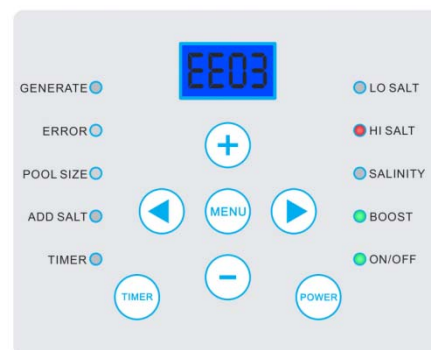 EE03
GENERATE
LO SALT
ERROR
HI SALT
+
POOL SIZE
SALINITY
MENU
ADD SALT
BOOST
TIMER
ON/OFF
−
TIMER
POWER